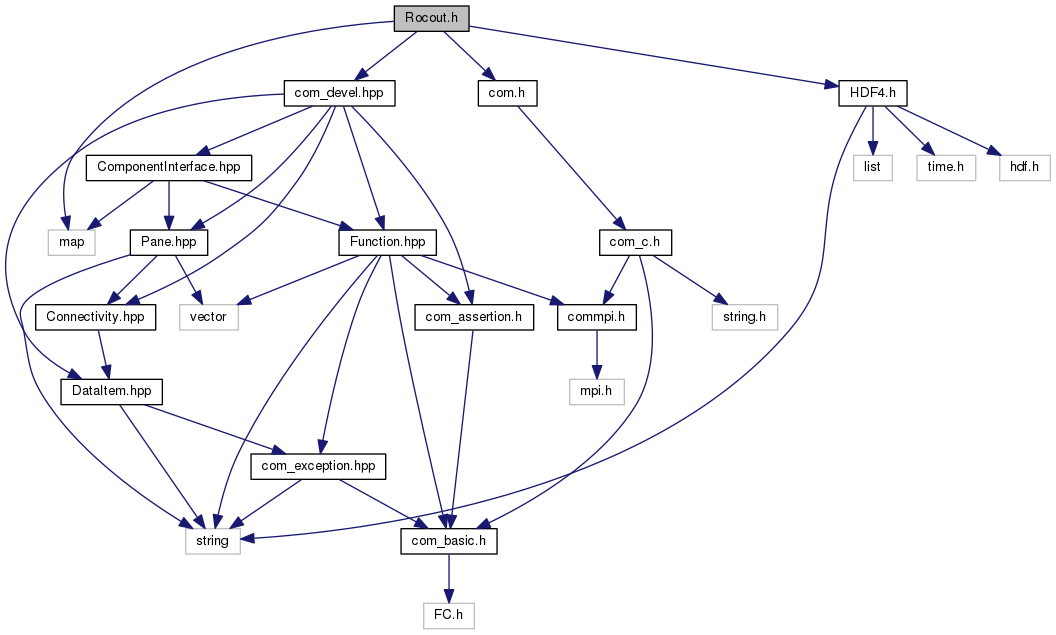 Rocout.h
com_devel.hpp
com.h
HDF4.h
ComponentInterface.hpp
list
time.h
hdf.h
map
Pane.hpp
Function.hpp
com_c.h
Connectivity.hpp
vector
com_assertion.h
commpi.h
string.h
DataItem.hpp
mpi.h
com_exception.hpp
string
com_basic.h
FC.h